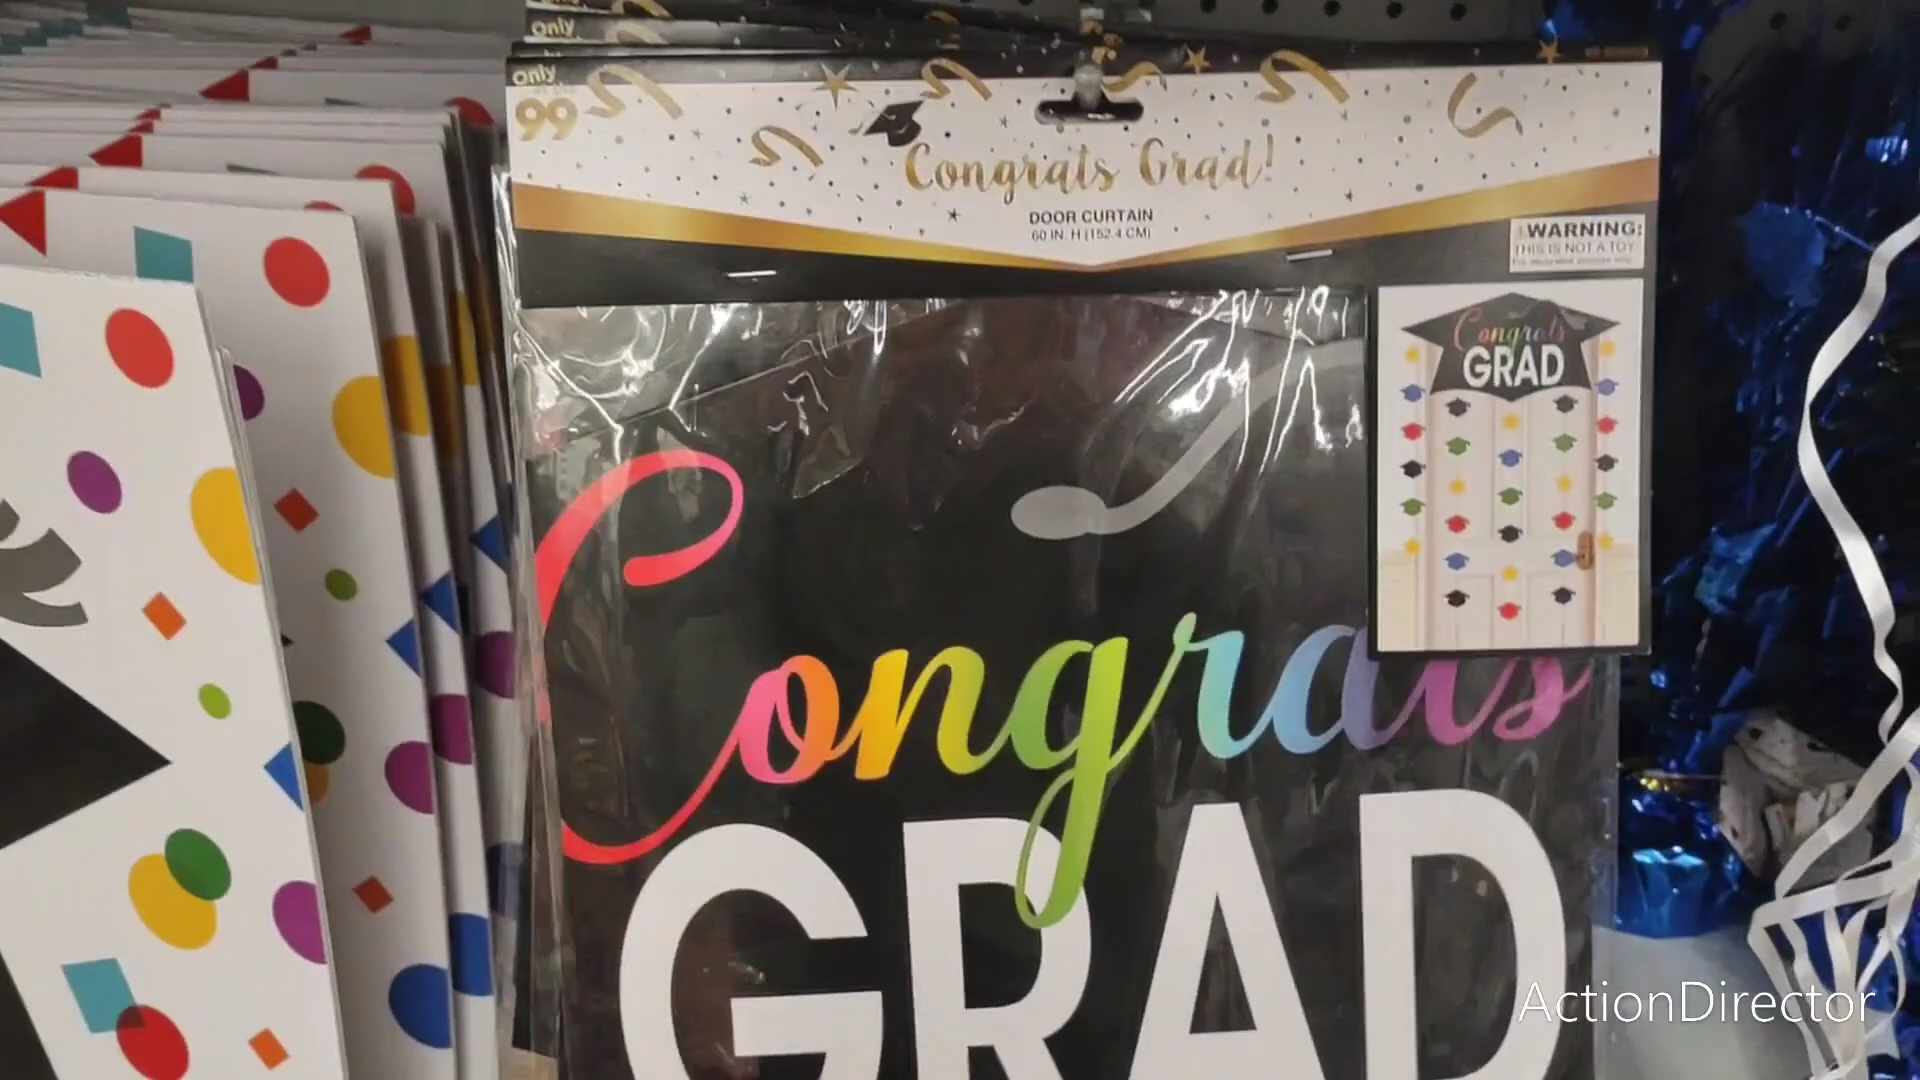 Only
Only
99
Congrats Grad!
DOOR CURTAIN
60 IN. H (152.4 CM)
WARNING:
THIS IS NOT A TOY
Congrats
GRAD
Congrats
GRAD
ActionDirector